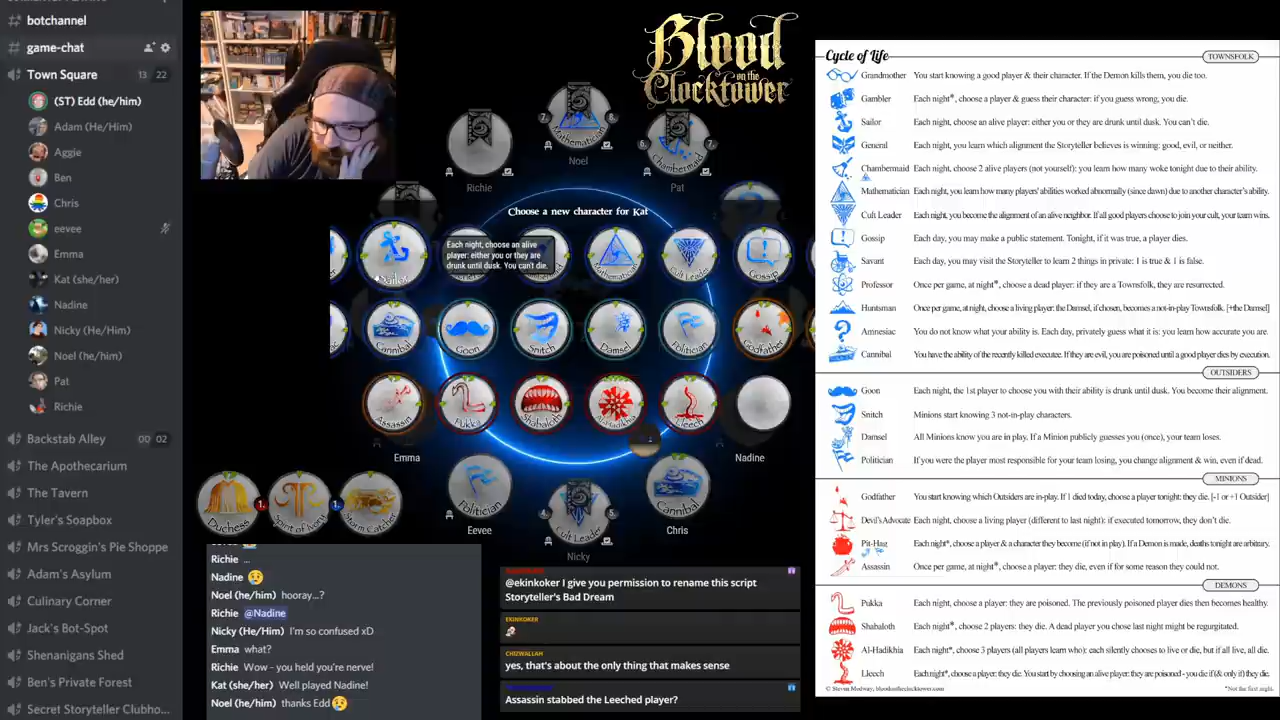 botchannel
# game-chat
Town Square 13 22
(ST) Edd (he/him)
Adam (He/Him)
Aggie
Ben
Chris
eevee
Emma
Kat (she/her)
Nadine
Nicky (He/Him)
Noel (he/him)
Pat
Richie
Backstab Alley 00 02
The Apothecarium
The Tavern
Tyler's Soapbox
Mrs Scroggin's Pie Shoppe
Adam's Asylum
Culinary Corner
Jack's Bot-Spot
Shenanigans Shed
Ben's Private Forest
Secret Storyteller Clubho...
Blood
on the
Clocktower
Richie
Mathematician
Noel
Chambermaid
Pat
Choose a new character for Kat
Sailor
Each night, choose an alive
player: either you or they are
drunk until dusk. You can't die.
Mathematician
Cult Leader
Gossip
Cannibal
Goon
Snitch
Damsel
Politician
Godfather
Assassin
Pukka
Shabaloth
Al-Hadikhia
Lleech
Emma
Nadine
Politician
Eevee
Cult Leader
Nicky
Cannibal
Chris
Duchess
Spirit of Ivory
Storm Catcher
Richie ...
Nadine 😢
Noel (he/him) hooray...?
Richie @Nadine
Nicky (He/Him) I'm so confused xD
Emma what?
Richie Wow - you held you're nerve!
Kat (she/her) Well played Nadine!
Noel (he/him) thanks Edd 😢
@ekinkoker I give you permission to rename this script
Storyteller's Bad Dream
EKINKOKER
CHIZWALLAH
yes, that's about the only thing that makes sense
Assassin stabbed the Leeched player?
Cycle of Life
TOWNSFOLK
Grandmother You start knowing a good player & their character. If the Demon kills them, you die too.
Gambler Each night*, choose a player & guess their character: if you guess wrong, you die.
Sailor Each night, choose an alive player: either you or they are drunk until dusk. You can't die.
General Each night, you learn which alignment the Storyteller believes is winning: good, evil, or neither.
Chambermaid Each night, choose 2 alive players (not yourself): you learn how many woke tonight due to their ability.
Mathematician Each night, you learn how many players' abilities worked abnormally (since dawn) due to another character's ability.
Cult Leader Each night, you become the alignment of an alive neighbor. If all good players choose to join your cult, your team wins.
Gossip Each day, you may make a public statement. Tonight, if it was true, a player dies.
Savant Each day, you may visit the Storyteller to learn 2 things in private: 1 is true & 1 is false.
Professor Once per game, at night*, choose a dead player: if they are a Townsfolk, they are resurrected.
Huntsman Once per game, at night, choose a living player: the Damsel, if chosen, becomes a not-in-play Townsfolk. [+the Damsel]
Amnesiac You do not know what your ability is. Each day, privately guess what it is: you learn how accurate you are.
Cannibal You have the ability of the recently killed executee. If they are evil, you are poisoned until a good player dies by execution.
OUTSIDERS
Goon Each night, the 1st player to choose you with their ability is drunk until dusk. You become their alignment.
Snitch Minions start knowing 3 not-in-play characters.
Damsel All Minions know you are in play. If a Minion publicly guesses you (once), your team loses.
Politician If you were the player most responsible for your team losing, you change alignment & win, even if dead.
MINIONS
Godfather You start knowing which Outsiders are in-play. If 1 died today, choose a player tonight: they die. [-1 or +1 Outsider]
Devil's Advocate Each night, choose a living player (different to last night): if executed tomorrow, they don't die.
Pit-Hag Each night*, choose a player & a character they become (if not in play). If a Demon is made, deaths tonight are arbitrary.
Assassin Once per game, at night*, choose a player: they die, even if for some reason they could not.
DEMONS
Pukka Each night, choose a player: they are poisoned. The previously poisoned player dies then becomes healthy.
Shabaloth Each night*, choose 2 players: they die. A dead player you chose last night might be regurgitated.
Al-Hadikhia Each night*, choose 3 players (all players learn who): each silently chooses to live or die, but if all live, all die.
Lleech Each night*, choose a player: they die. You start by choosing an alive player: they are poisoned - you die if (& only if) they die.
© Steven Medway, bloodontheclocktower.com
*Not the first night.